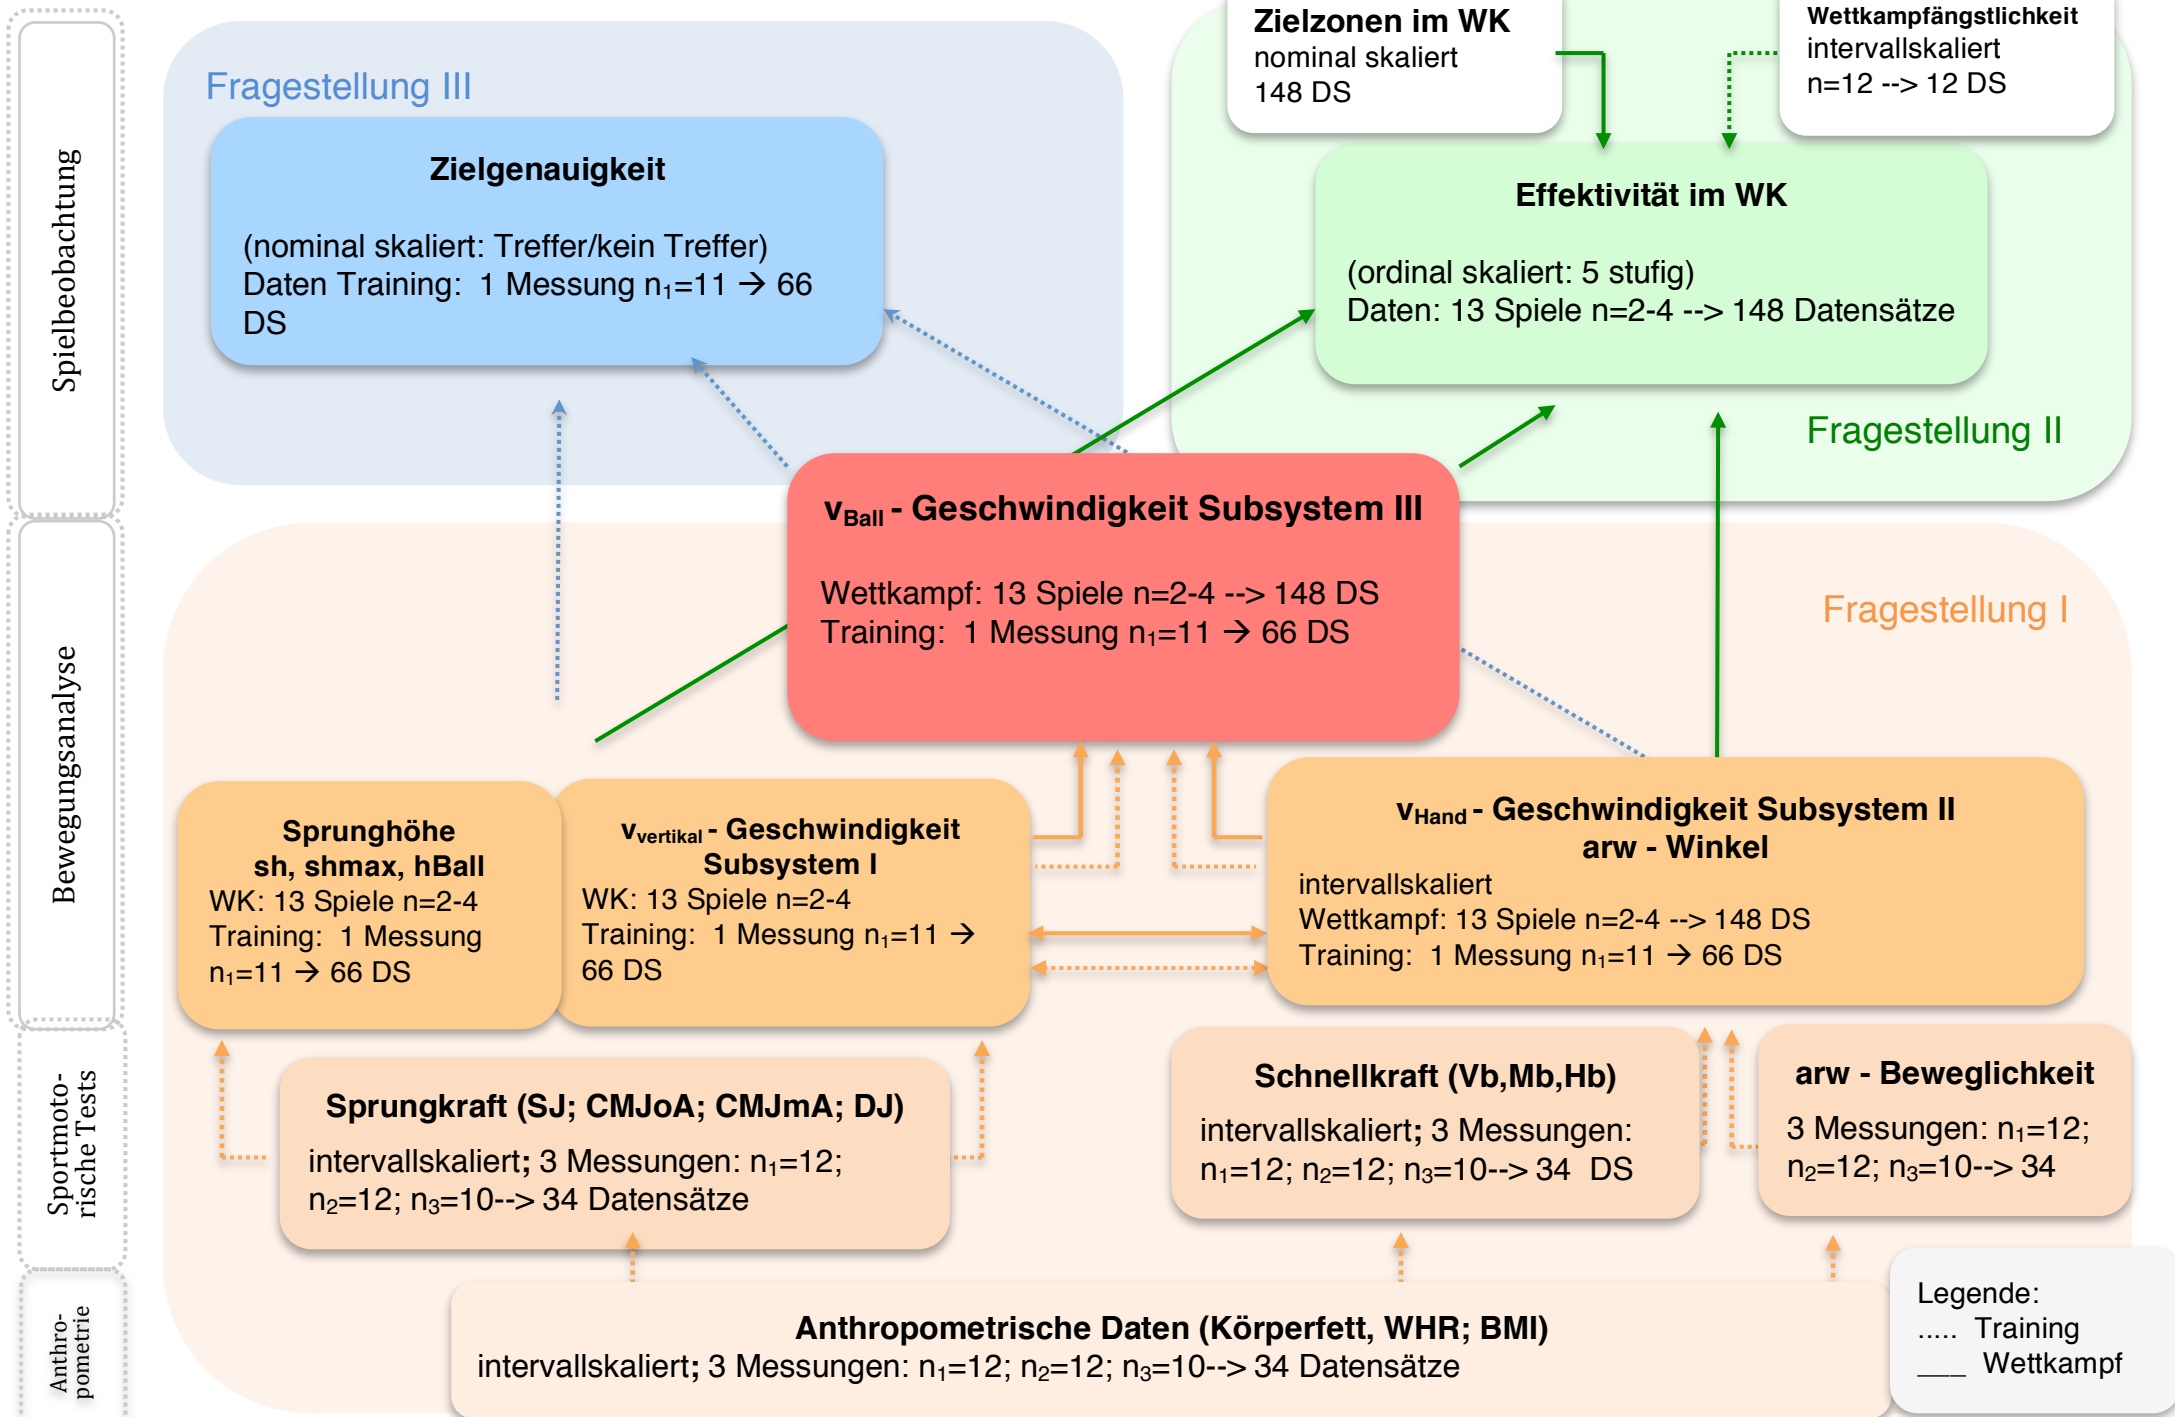 Zielzonen im WK
nominal skaliert
148 DS
Wettkampfängstlichkeit
intervallskaliert
n=12 --> 12 DS
Fragestellung III
Zielgenauigkeit
(nominal skaliert: Treffer/kein Treffer)
Daten Training: 1 Messung n₁=11 → 66
DS
Effektivität im WK
(ordinal skaliert: 5 stufig)
Daten: 13 Spiele n=2-4 --> 148 Datensätze
Fragestellung II
Spielbeobachtung
v_Ball - Geschwindigkeit Subsystem III
Wettkampf: 13 Spiele n=2-4 --> 148 DS
Training: 1 Messung n₁=11 → 66 DS
Fragestellung I
Bewegungsanalyse
Sprunghöhe
sh, shmax, hBall
WK: 13 Spiele n=2-4
Training: 1 Messung
n₁=11 → 66 DS
v_vertikal - Geschwindigkeit
Subsystem I
WK: 13 Spiele n=2-4
Training: 1 Messung n₁=11 →
66 DS
v_Hand - Geschwindigkeit Subsystem II
arw - Winkel
intervallskaliert
Wettkampf: 13 Spiele n=2-4 --> 148 DS
Training: 1 Messung n₁=11 → 66 DS
Sportmoto-
rische Tests
Sprungkraft (SJ; CMJoA; CMJmA; DJ)
intervallskaliert; 3 Messungen: n₁=12;
n₂=12; n₃=10--> 34 Datensätze
Schnellkraft (Vb,Mb,Hb)
intervallskaliert; 3 Messungen:
n₁=12; n₂=12; n₃=10--> 34 DS
arw - Beweglichkeit
3 Messungen: n₁=12;
n₂=12; n₃=10--> 34
Anthro-
pometrie
Anthropometrische Daten (Körperfett, WHR; BMI)
intervallskaliert; 3 Messungen: n₁=12; n₂=12; n₃=10--> 34 Datensätze
Legende:
..... Training
___ Wettkampf